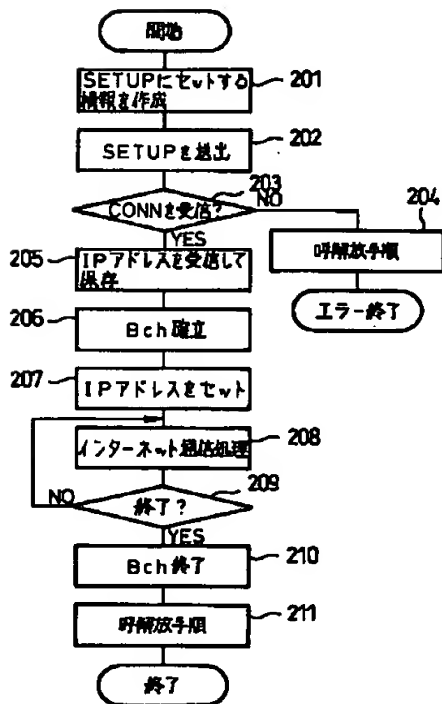 開始
SETUPにセットする
情報を作成
201
202
SETUPを送出
203
CONNを受信?
NO
204
YES
呼解放手順
エラー終了
205
IPアドレスを受信して
保存
206
Bch確立
207
IPアドレスをセット
インターネット通信処理
208
209
NO
終了?
YES
210
Bch終了
211
呼解放手順
終了